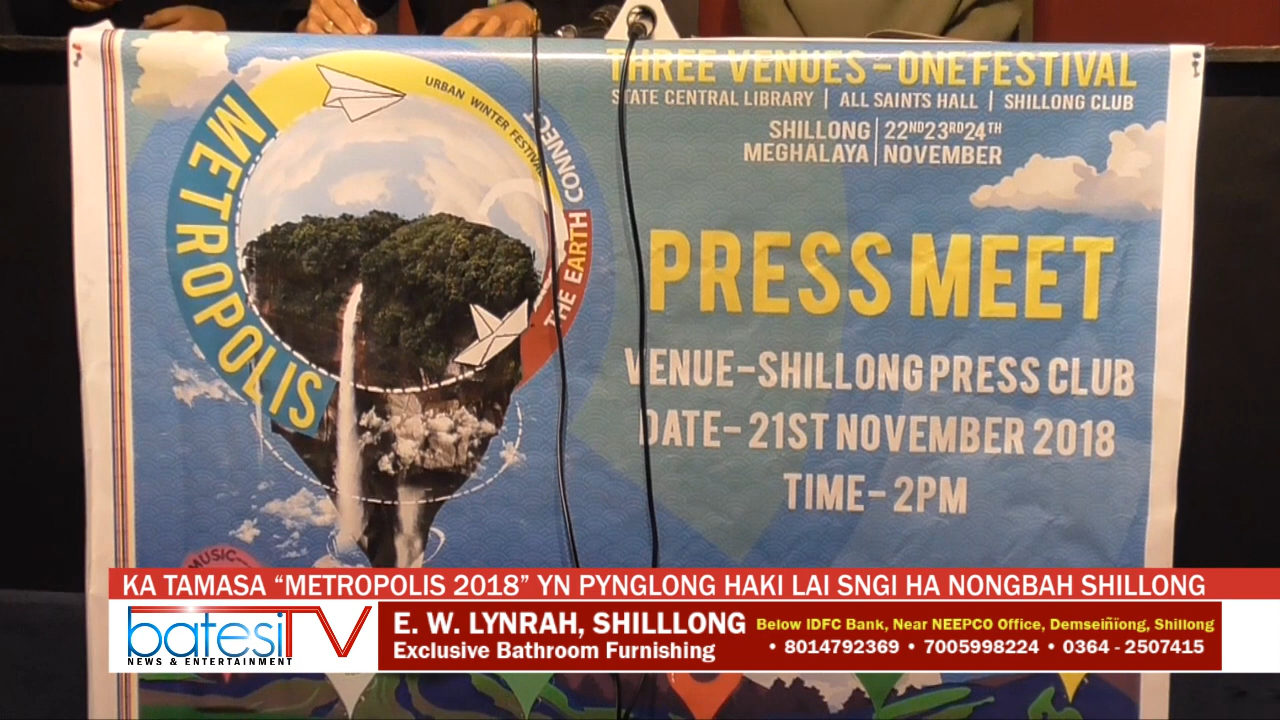 THREE VENUES - ONE FESTIVAL
STATE CENTRAL LIBRARY | ALL SAINTS HALL | SHILLONG CLUB
SHILLONG | 22ND 23RD 24TH
MEGHALAYA | NOVEMBER
METROPOLIS
URBAN WINTER FESTIVAL
THE EARTH CONNECT
PRESS MEET
VENUE-SHILLONG PRESS CLUB
DATE- 21ST NOVEMBER 2018
TIME- 2PM
MUSIC
KA TAMASA “METROPOLIS 2018” YN PYNGLONG HAKI LAI SNGI HA NONGBAH SHILLONG
batesi TV
NEWS & ENTERTAINMENT
E. W. LYNRAH, SHILLLONG
Exclusive Bathroom Furnishing
Below IDFC Bank, Near NEEPCO Office, Demseiñïong, Shillong
• 8014792369 • 7005998224 • 0364 - 2507415